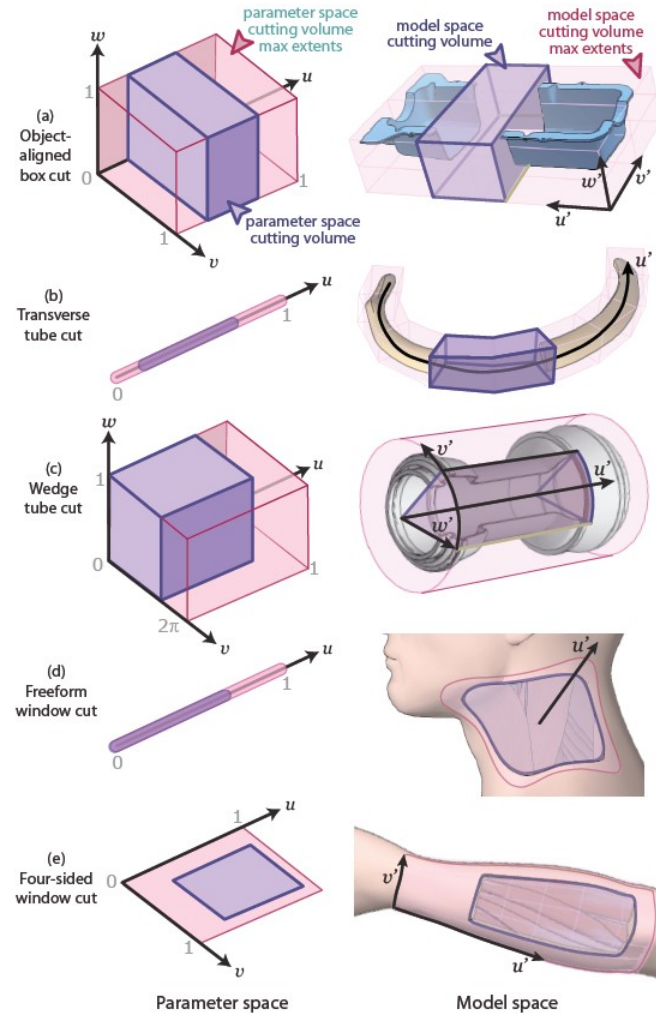 parameter space
cutting volume
max extents
model space
cutting volume
model space
cutting volume
max extents
w
u
1
(a)
Object-
aligned
box cut
0
1
1
v
parameter space
cutting volume
w'
v'
u'
(b)
Transverse
tube cut
u
1
0
u'
w
u
1
(c)
Wedge
tube cut
0
1
2π
v
v'
u'
w'
(d)
Freeform
window cut
u
1
0
u'
(e)
Four-sided
window cut
1
u
0
1
v
v'
u'
Parameter space
Model space